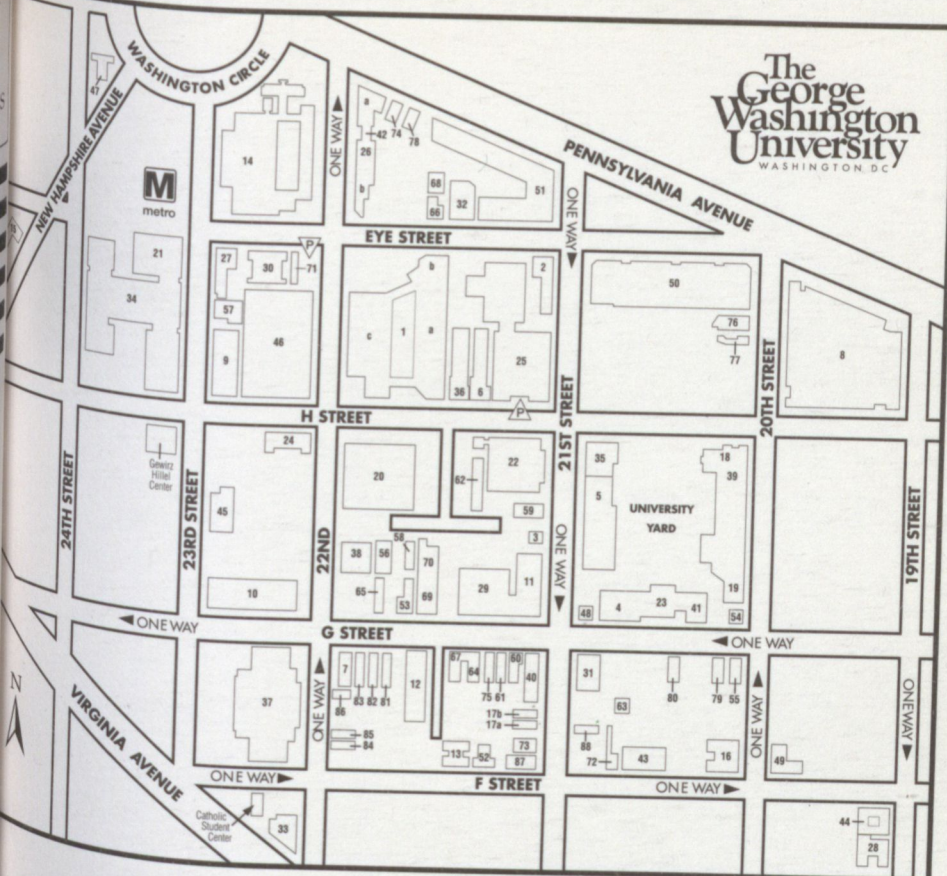 The
George
Washington
University
WASHINGTON DC
WASHINGTON CIRCLE
NEW HAMPSHIRE AVENUE
PENNSYLVANIA AVENUE
ONE WAY
ONE WAY
47
M
metro
14
a
42
74
78
26
b
68
66
32
51
EYE STREET
P
21
34
27
30
71
57
9
46
b
c
1
a
2
25
36
6
P
50
76
77
8
H STREET
21ST STREET
20TH STREET
24TH STREET
23RD STREET
22ND
19TH STREET
Gewirz
Hillel
Center
24
45
10
20
62
22
59
3
58
38
56
70
65
53
69
29
11
ONE WAY
35
5
UNIVERSITY
YARD
18
39
19
48
4
23
41
54
ONE WAY
G STREET
ONE WAY
N
VIRGINIA AVENUE
37
ONE WAY
7
83
82
81
86
85
84
12
67
64
75
61
60
40
17b
17a
13
52
73
87
31
63
80
79
55
88
72
43
16
ONE WAY
49
ONEWAY
ONE WAY
F STREET
ONE WAY
Catholic
Student
Center
33
44
28